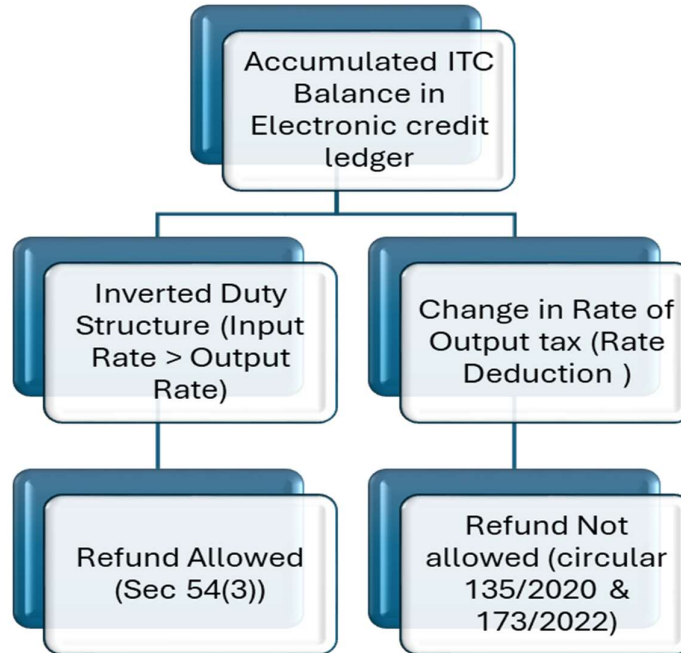 Accumulated ITC
Balance in
Electronic credit
ledger
Inverted Duty
Structure (Input
Rate > Output
Rate)
Change in Rate of
Output tax (Rate
Deduction )
Refund Allowed
(Sec 54(3))
Refund Not
allowed (circular
135/2020 &
173/2022)